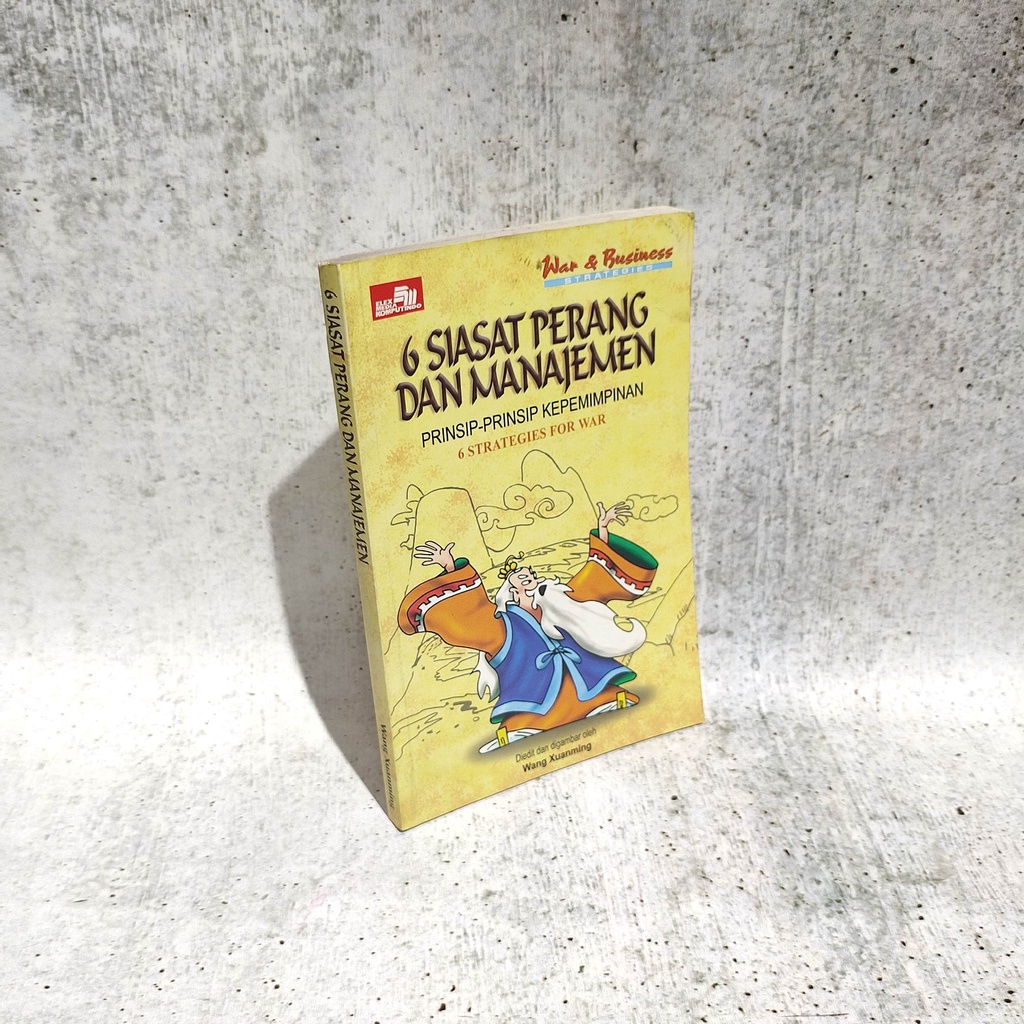 ELEX
MEDIA
KOMPUTINDO
War & Business
STRATEGIES
6 SIASAT PERANG
DAN MANAJEMEN
PRINSIP-PRINSIP KEPEMIMPINAN
6 STRATEGIES FOR WAR
Diedit dan digambar oleh
Wang Xuanming
6 SIASAT PERANG DAN MANAJEMEN
Wang Xuanming